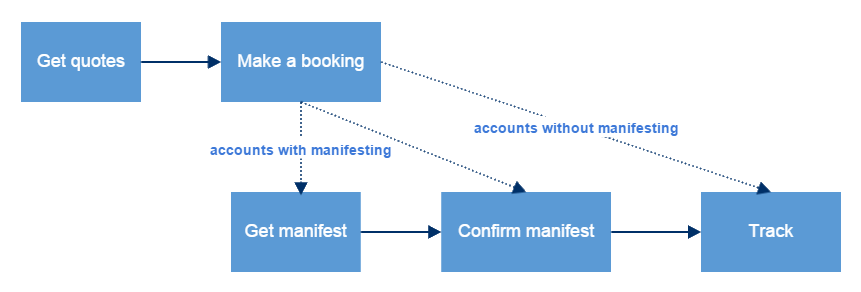 Get quotes
Make a booking
accounts without manifesting
accounts with manifesting
Get manifest
Confirm manifest
Track